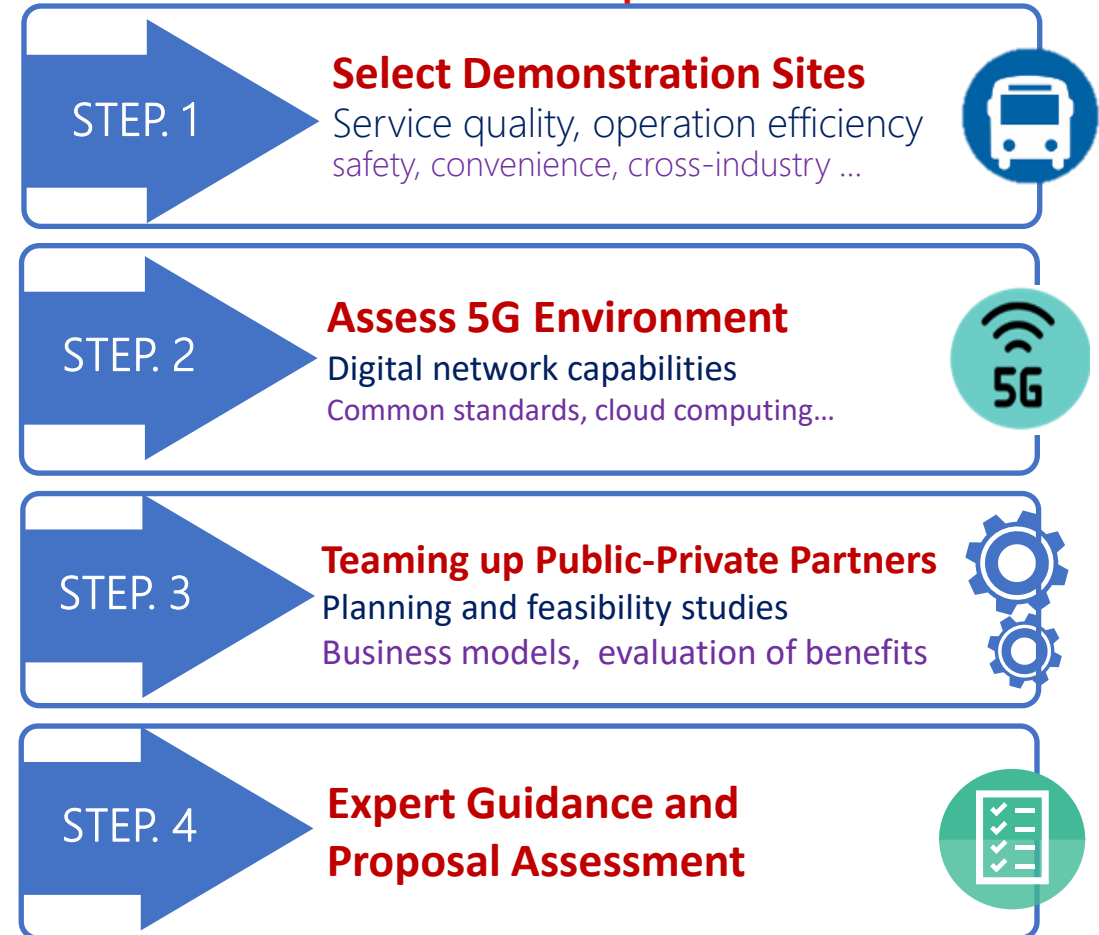 STEP. 1
Select Demonstration Sites
Service quality, operation efficiency
safety, convenience, cross-industry ...
STEP. 2
Assess 5G Environment
Digital network capabilities
Common standards, cloud computing...
5G
STEP. 3
Teaming up Public-Private Partners
Planning and feasibility studies
Business models, evaluation of benefits
STEP. 4
Expert Guidance and
Proposal Assessment